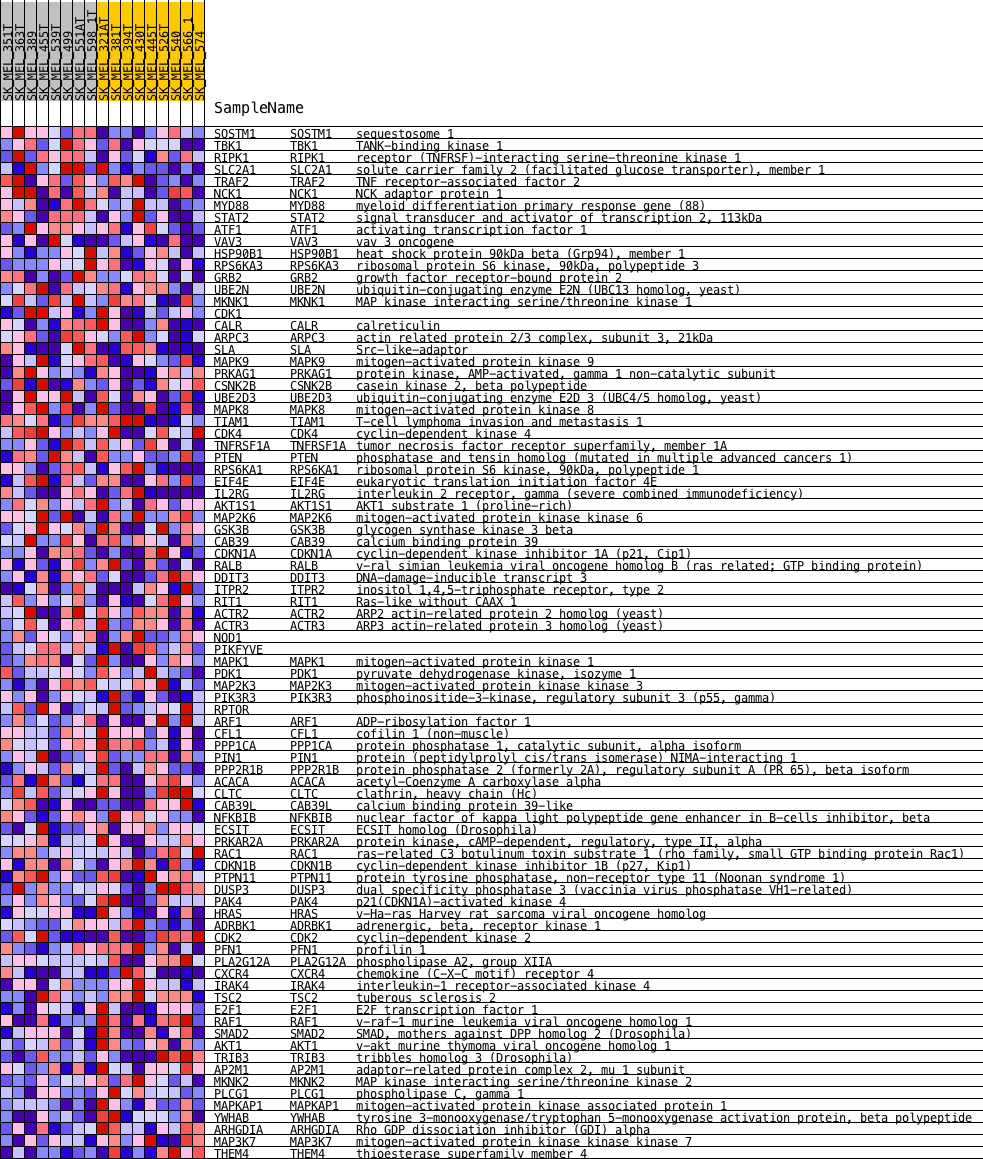 SK_MEL_351T
SK_MEL_363T
SK_MEL_389
SK_MEL_455T
SK_MEL_539T
SK_MEL_499
SK_MEL_551AT
SK_MEL_598_1T
SK_MEL_321AT
SK_MEL_381T
SK_MEL_394T
SK_MEL_430T
SK_MEL_445T
SK_MEL_526T
SK_MEL_540
SK_MEL_566_1
SK_MEL_574
SampleName
SQSTM1 SQSTM1 sequestosome 1
TBK1 TBK1 TANK-binding kinase 1
RIPK1 RIPK1 receptor (TNFRSF)-interacting serine-threonine kinase 1
SLC2A1 SLC2A1 solute carrier family 2 (facilitated glucose transporter), member 1
TRAF2 TRAF2 TNF receptor-associated factor 2
NCK1 NCK1 NCK adaptor protein 1
MYD88 MYD88 myeloid differentiation primary response gene (88)
STAT2 STAT2 signal transducer and activator of transcription 2, 113kDa
ATF1 ATF1 activating transcription factor 1
VAV3 VAV3 vav 3 oncogene
HSP90B1 HSP90B1 heat shock protein 90kDa beta (Grp94), member 1
RPS6KA3 RPS6KA3 ribosomal protein S6 kinase, 90kDa, polypeptide 3
GRB2 GRB2 growth factor receptor-bound protein 2
UBE2N UBE2N ubiquitin-conjugating enzyme E2N (UBC13 homolog, yeast)
MKNK1 MKNK1 MAP kinase interacting serine/threonine kinase 1
CDK1
CALR CALR calreticulin
ARPC3 ARPC3 actin related protein 2/3 complex, subunit 3, 21kDa
SLA SLA Src-like-adaptor
MAPK9 MAPK9 mitogen-activated protein kinase 9
PRKAG1 PRKAG1 protein kinase, AMP-activated, gamma 1 non-catalytic subunit
CSNK2B CSNK2B casein kinase 2, beta polypeptide
UBE2D3 UBE2D3 ubiquitin-conjugating enzyme E2D 3 (UBC4/5 homolog, yeast)
MAPK8 MAPK8 mitogen-activated protein kinase 8
TIAM1 TIAM1 T-cell lymphoma invasion and metastasis 1
CDK4 CDK4 cyclin-dependent kinase 4
TNFRSF1A TNFRSF1A tumor necrosis factor receptor superfamily, member 1A
PTEN PTEN phosphatase and tensin homolog (mutated in multiple advanced cancers 1)
RPS6KA1 RPS6KA1 ribosomal protein S6 kinase, 90kDa, polypeptide 1
EIF4E EIF4E eukaryotic translation initiation factor 4E
IL2RG IL2RG interleukin 2 receptor, gamma (severe combined immunodeficiency)
AKT1S1 AKT1S1 AKT1 substrate 1 (proline-rich)
MAP2K6 MAP2K6 mitogen-activated protein kinase kinase 6
GSK3B GSK3B glycogen synthase kinase 3 beta
CAB39 CAB39 calcium binding protein 39
CDKN1A CDKN1A cyclin-dependent kinase inhibitor 1A (p21, Cip1)
RALB RALB v-ral simian leukemia viral oncogene homolog B (ras related; GTP binding protein)
DDIT3 DDIT3 DNA-damage-inducible transcript 3
ITPR2 ITPR2 inositol 1,4,5-triphosphate receptor, type 2
RIT1 RIT1 Ras-like without CAAX 1
ACTR2 ACTR2 ARP2 actin-related protein 2 homolog (yeast)
ACTR3 ACTR3 ARP3 actin-related protein 3 homolog (yeast)
NOD1
PIKFYVE
MAPK1 MAPK1 mitogen-activated protein kinase 1
PDK1 PDK1 pyruvate dehydrogenase kinase, isozyme 1
MAP2K3 MAP2K3 mitogen-activated protein kinase kinase 3
PIK3R3 PIK3R3 phosphoinositide-3-kinase, regulatory subunit 3 (p55, gamma)
RPTOR
ARF1 ARF1 ADP-ribosylation factor 1
CFL1 CFL1 cofilin 1 (non-muscle)
PPP1CA PPP1CA protein phosphatase 1, catalytic subunit, alpha isoform
PIN1 PIN1 protein (peptidylprolyl cis/trans isomerase) NIMA-interacting 1
PPP2R1B PPP2R1B protein phosphatase 2 (formerly 2A), regulatory subunit A (PR 65), beta isoform
ACACA ACACA acetyl-Coenzyme A carboxylase alpha
CLTC CLTC clathrin, heavy chain (Hc)
CAB39L CAB39L calcium binding protein 39-like
NFKBIB NFKBIB nuclear factor of kappa light polypeptide gene enhancer in B-cells inhibitor, beta
ECSIT ECSIT ECSIT homolog (Drosophila)
PRKAR2A PRKAR2A protein kinase, cAMP-dependent, regulatory, type II, alpha
RAC1 RAC1 ras-related C3 botulinum toxin substrate 1 (rho family, small GTP binding protein Rac1)
CDKN1B CDKN1B cyclin-dependent kinase inhibitor 1B (p27, Kip1)
PTPN11 PTPN11 protein tyrosine phosphatase, non-receptor type 11 (Noonan syndrome 1)
DUSP3 DUSP3 dual specificity phosphatase 3 (vaccinia virus phosphatase VH1-related)
PAK4 PAK4 p21(CDKN1A)-activated kinase 4
HRAS HRAS v-Ha-ras Harvey rat sarcoma viral oncogene homolog
ADRBK1 ADRBK1 adrenergic, beta, receptor kinase 1
CDK2 CDK2 cyclin-dependent kinase 2
PFN1 PFN1 profilin 1
PLA2G12A PLA2G12A phospholipase A2, group XIIA
CXCR4 CXCR4 chemokine (C-X-C motif) receptor 4
IRAK4 IRAK4 interleukin-1 receptor-associated kinase 4
TSC2 TSC2 tuberous sclerosis 2
E2F1 E2F1 E2F transcription factor 1
RAF1 RAF1 v-raf-1 murine leukemia viral oncogene homolog 1
SMAD2 SMAD2 SMAD, mothers against DPP homolog 2 (Drosophila)
AKT1 AKT1 v-akt murine thymoma viral oncogene homolog 1
TRIB3 TRIB3 tribbles homolog 3 (Drosophila)
AP2M1 AP2M1 adaptor-related protein complex 2, mu 1 subunit
MKNK2 MKNK2 MAP kinase interacting serine/threonine kinase 2
PLCG1 PLCG1 phospholipase C, gamma 1
MAPKAP1 MAPKAP1 mitogen-activated protein kinase associated protein 1
YWHAB YWHAB tyrosine 3-monooxygenase/tryptophan 5-monooxygenase activation protein, beta polypeptide
ARHGDIA ARHGDIA Rho GDP dissociation inhibitor (GDI) alpha
MAP3K7 MAP3K7 mitogen-activated protein kinase kinase kinase 7
THEM4 THEM4 thioesterase superfamily member 4